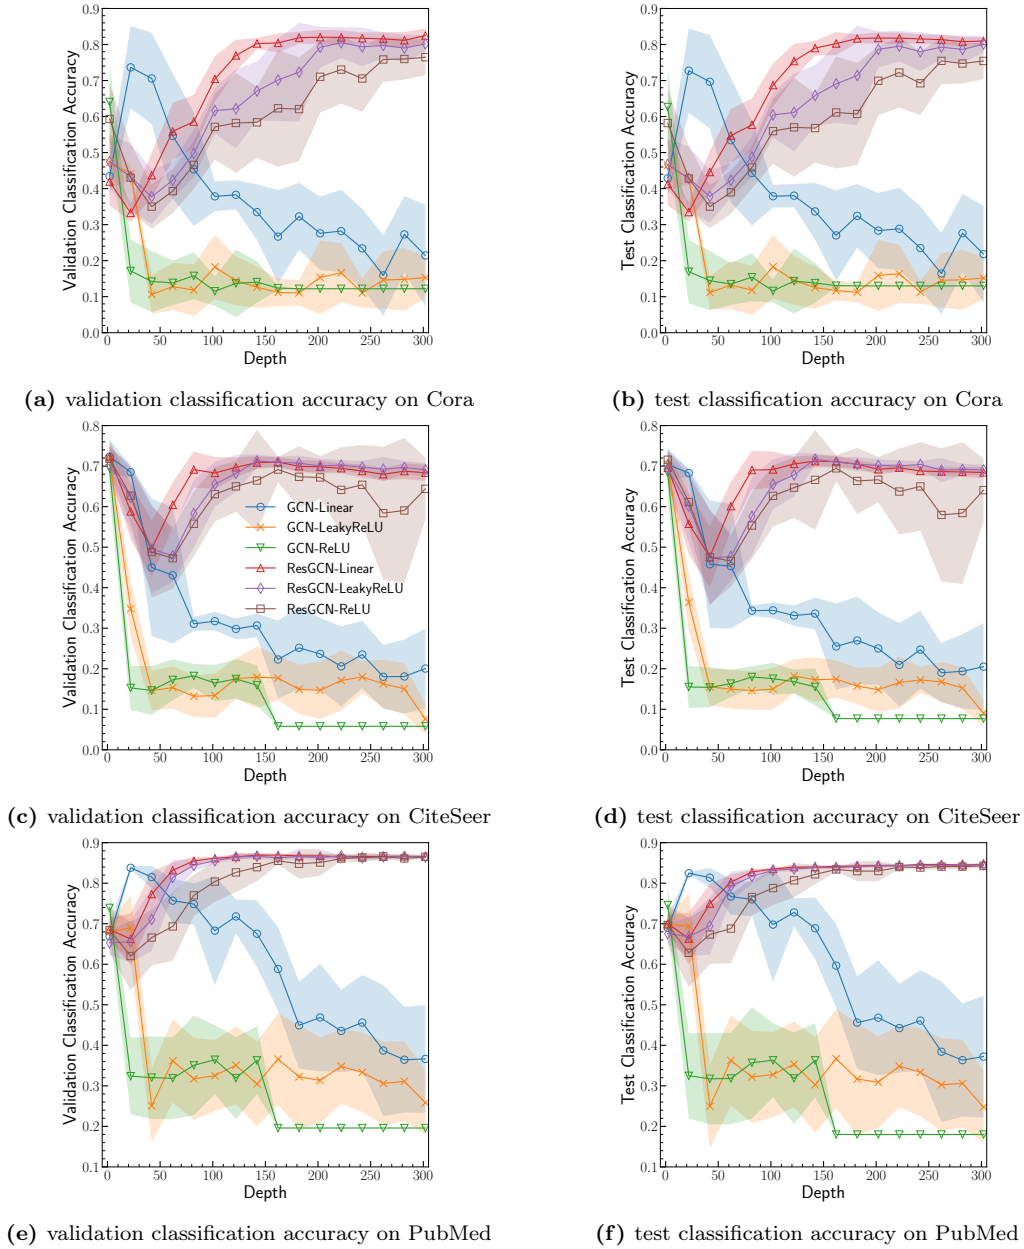 0.9
0.8
0.7
0.6
0.5
0.4
0.3
0.2
0.1
0.0
0 50 100 150 200 250 300
Depth
Validation Classification Accuracy
(a) validation classification accuracy on Cora
0.9
0.8
0.7
0.6
0.5
0.4
0.3
0.2
0.1
0.0
0 50 100 150 200 250 300
Depth
Test Classification Accuracy
(b) test classification accuracy on Cora
0.8
0.7
0.6
0.5
0.4
0.3
0.2
0.1
0.0
0 50 100 150 200 250 300
Depth
Validation Classification Accuracy
GCN-Linear
GCN-LeakyReLU
GCN-ReLU
ResGCN-Linear
ResGCN-LeakyReLU
ResGCN-ReLU
(c) validation classification accuracy on CiteSeer
0.8
0.7
0.6
0.5
0.4
0.3
0.2
0.1
0.0
0 50 100 150 200 250 300
Depth
Test Classification Accuracy
(d) test classification accuracy on CiteSeer
0.9
0.8
0.7
0.6
0.5
0.4
0.3
0.2
0.1
0 50 100 150 200 250 300
Depth
Validation Classification Accuracy
(e) validation classification accuracy on PubMed
0.9
0.8
0.7
0.6
0.5
0.4
0.3
0.2
0.1
0 50 100 150 200 250 300
Depth
Test Classification Accuracy
(f) test classification accuracy on PubMed